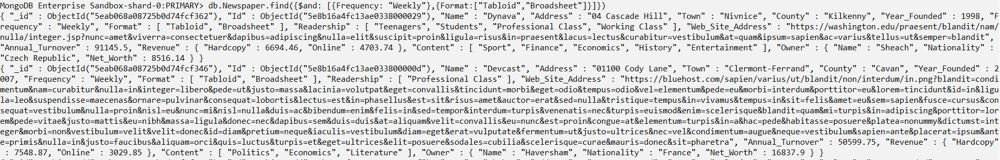 MongoDB Enterprise Sandbox-shard-0:PRIMARY> db.Newspaper.find({$and: [{Frequency: "Weekly"},{Format:["Tabloid","Broadsheet"]}]})
{ "_id" : ObjectId("5eab068a08725b0d74fcf362"), "Id" : ObjectId("5e8b16a4fc13ae0338000029"), "Name" : "Dynava", "Address" : "04 Cascade Hill", "Town" : "Nivnice", "County" : "Kilkenny", "Year_Founded" : 1998, "F
requency" : "Weekly", "Format" : [ "Tabloid", "Broadsheet" ], "Readership" : [ "Teenagers", "Students", "Professional Class", "Working Class" ], "Web_Site_Address" : "https://washington.edu/praesent/blandit/nam/
nulla/integer.jsp?nunc=amet&viverra=consectetuer&dapibus=adipiscing&nulla=elit&suscipit=proin&ligula=risus&in=praesent&lacus=lectus&curabitur=vestibulum&at=quam&ipsum=sapien&ac=varius&tellus=ut&semper=blandit",
"Annual_Turnover" : 91145.5, "Revenue" : { "Hardcopy" : 6694.46, "Online" : 4703.74 }, "Content" : [ "Sport", "Finance", "Economics", "History", "Entertainment" ], "Owner" : { "Name" : "Sheach", "Nationality" :
"Czech Republic", "Net_Worth" : 8516.14 } }
{ "_id" : ObjectId("5eab068a08725b0d74fcf346"), "Id" : ObjectId("5e8b16a4fc13ae033800000d"), "Name" : "Devcast", "Address" : "01100 Cody Lane", "Town" : "Clermont-Ferrand", "County" : "Cavan", "Year_Founded" : 2
007, "Frequency" : "Weekly", "Format" : [ "Tabloid", "Broadsheet" ], "Readership" : [ "Professional Class" ], "Web_Site_Address" : "https://bluehost.com/sapien/varius/ut/blandit/non/interdum/in.png?blandit=condi
mentum&nam=curabitur&nulla=in&integer=libero&pede=ut&justo=massa&lacinia=volutpat&eget=convallis&tincidunt=morbi&eget=odio&tempus=odio&vel=elementum&pede=eu&morbi=interdum&porttitor=eu&lorem=tincidunt&id=in&ligu
la=leo&suspendisse=maecenas&ornare=pulvinar&consequat=lobortis&lectus=est&in=phasellus&est=sit&risus=amet&auctor=erat&sed=nulla&tristique=tempus&in=vivamus&tempus=in&sit=felis&amet=eu&sem=sapien&fusce=cursus&con
sequat=vestibulum&nulla=proin&nisl=eu&nunc=mi&nisl=nulla&duis=ac&bibendum=enim&felis=in&sed=tempor&interdum=turpis&venenatis=nec&turpis=euismod&enim=scelerisque&blandit=quam&mi=turpis&in=adipiscing&porttitor=lor
em&pede=vitae&justo=mattis&eu=nibh&massa=ligula&donec=nec&dapibus=sem&duis=duis&at=aliquam&velit=convallis&eu=nunc&est=proin&congue=at&elementum=turpis&in=a&hac=pede&habitasse=posuere&platea=nonummy&dictumst=int
eger&morbi=non&vestibulum=velit&velit=donec&id=diam&pretium=neque&iaculis=vestibulum&diam=eget&erat=vulputate&fermentum=ut&justo=ultrices&nec=vel&condimentum=augue&neque=vestibulum&sapien=ante&placerat=ipsum&ant
e=primis&nulla=in&justo=faucibus&aliquam=orci&quis=luctus&turpis=et&eget=ultrices&elit=posuere&sodales=cubilia&scelerisque=curae&mauris=donec&sit=pharetra", "Annual_Turnover" : 50599.75, "Revenue" : { "Hardcopy"
: 7548.87, "Online" : 3029.85 }, "Content" : [ "Politics", "Economics", "Literature" ], "Owner" : { "Name" : "Haversham", "Nationality" : "France", "Net_Worth" : 16837.9 } }